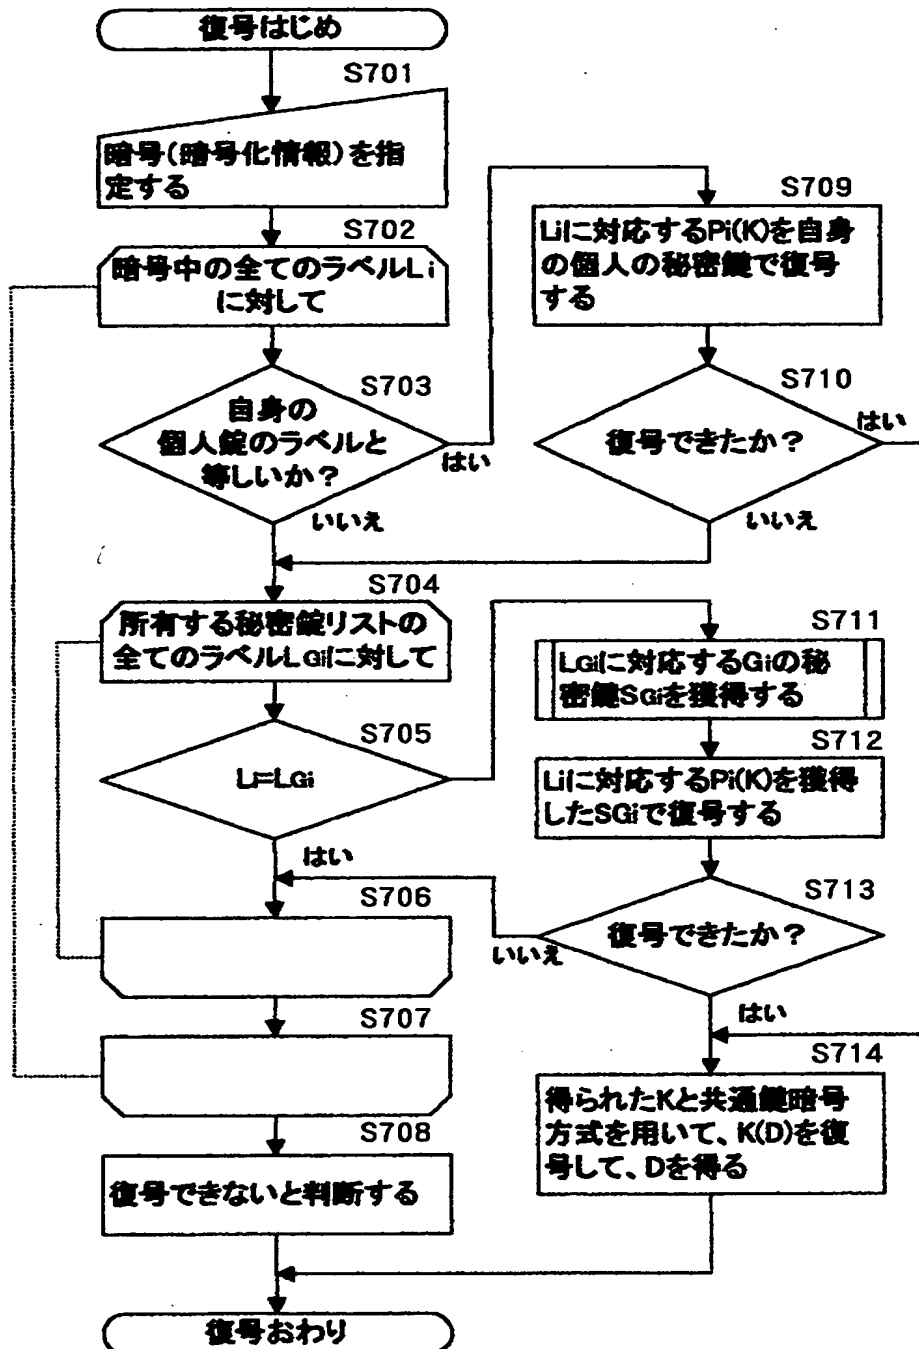 復号はじめ
S701
暗号(暗号化情報)を指
定する
S702
暗号中の全てのラベルLi
に対して
S703
自身の
個人錠のラベルと
等しいか?
はい
いいえ
S704
所有する秘密錠リストの
全てのラベルLGiに対して
S705
Li=LGi
はい
S706
S707
S708
復号できないと判断する
復号おわり
S709
Liに対応するPi(K)を自身
の個人の秘密鍵で復号
する
S710
復号できたか?
はい
いいえ
S711
LGiに対応するGiの秘
密鍵SGiを獲得する
S712
Liに対応するPi(K)を獲得
したSGiで復号する
S713
復号できたか?
いいえ
はい
S714
得られたKと共通鍵暗号
方式を用いて、K(D)を復
号して、Dを得る